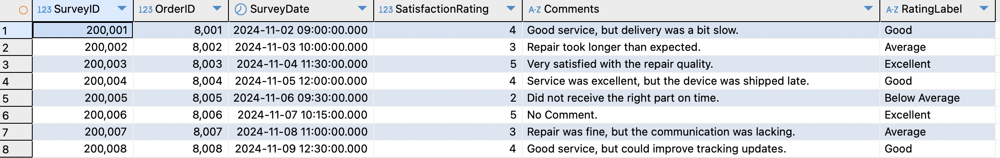 123 SurveyID 123 OrderID SurveyDate 123 SatisfactionRating A-Z Comments A-Z RatingLabel
1 200,001 8,001 2024-11-02 09:00:00.000 4 Good service, but delivery was a bit slow. Good
2 200,002 8,002 2024-11-03 10:00:00.000 3 Repair took longer than expected. Average
3 200,003 8,003 2024-11-04 11:30:00.000 5 Very satisfied with the repair quality. Excellent
4 200,004 8,004 2024-11-05 12:00:00.000 4 Service was excellent, but the device was shipped late. Good
5 200,005 8,005 2024-11-06 09:30:00.000 2 Did not receive the right part on time. Below Average
6 200,006 8,006 2024-11-07 10:15:00.000 5 No Comment. Excellent
7 200,007 8,007 2024-11-08 11:00:00.000 3 Repair was fine, but the communication was lacking. Average
8 200,008 8,008 2024-11-09 12:30:00.000 4 Good service, but could improve tracking updates. Good